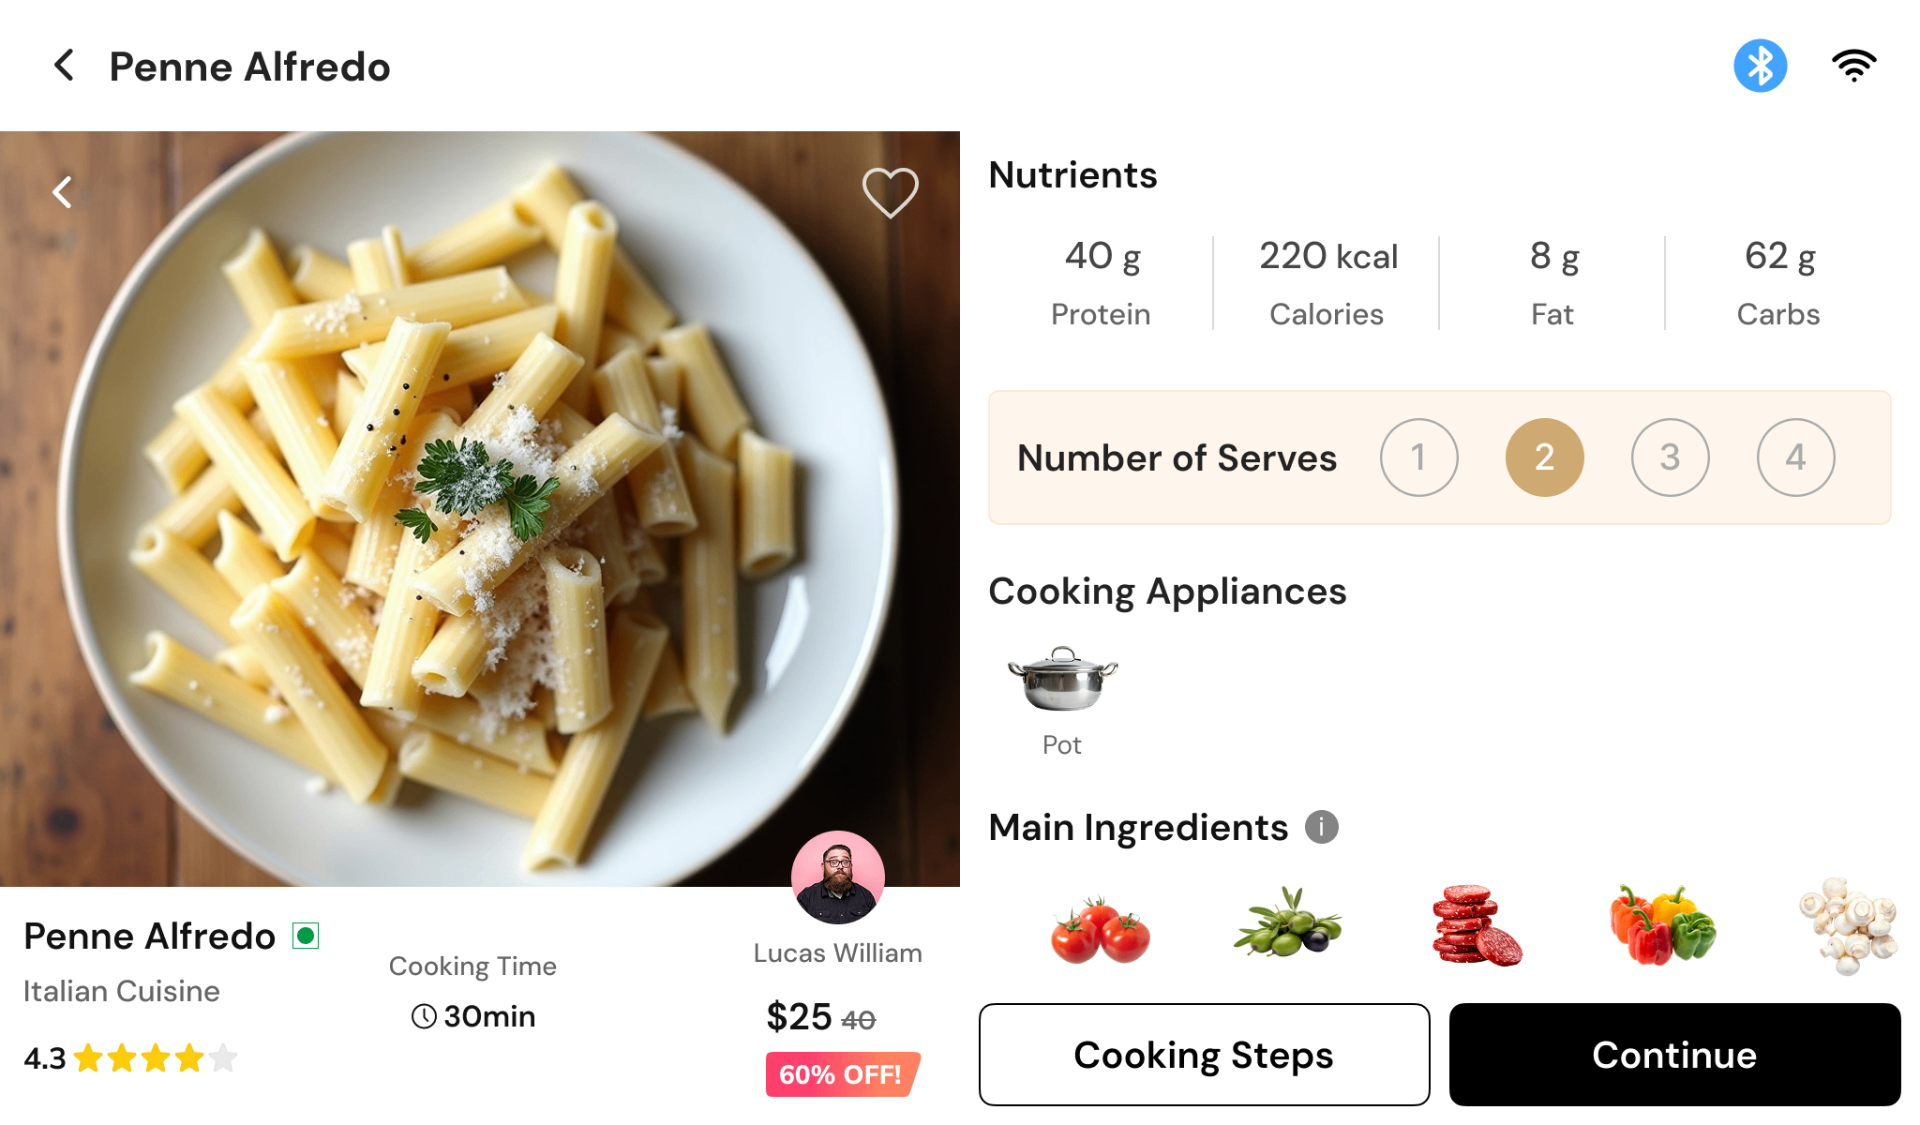 Penne Alfredo
Nutrients
40 g
220 kcal
8 g
62 g
Protein
Calories
Fat
Carbs
Number of Serves
1
2
3
4
Cooking Appliances
Pot
Main Ingredients
i
Penne Alfredo
Italian Cuisine
4.3
Cooking Time
30min
Lucas William
$25 40
60% OFF!
Cooking Steps
Continue